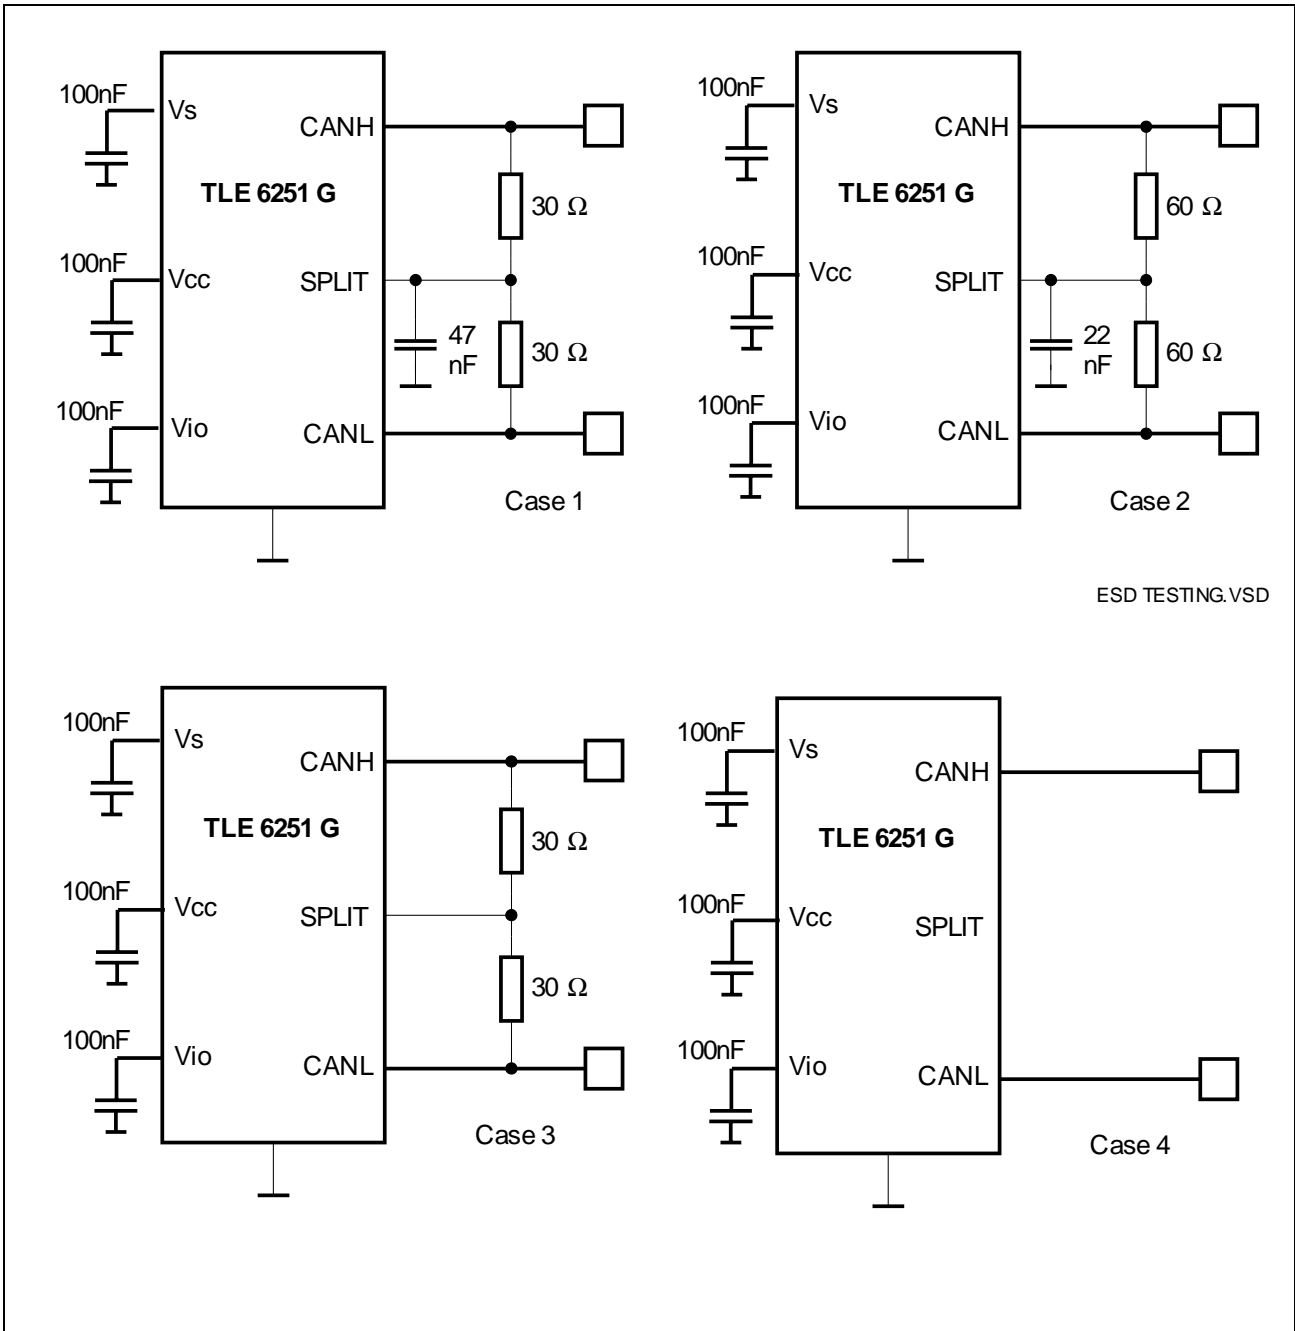 100nF
Vs
CANH
TLE 6251 G
30 Ω
100nF
Vcc
SPLIT
47
nF
30 Ω
100nF
Vio
CANL
Case 1
100nF
Vs
CANH
TLE 6251 G
60 Ω
100nF
Vcc
SPLIT
22
nF
60 Ω
100nF
Vio
CANL
Case 2
ESD TESTING.VSD
100nF
Vs
CANH
TLE 6251 G
30 Ω
100nF
Vcc
SPLIT
30 Ω
100nF
Vio
CANL
Case 3
100nF
Vs
CANH
TLE 6251 G
100nF
Vcc
SPLIT
100nF
Vio
CANL
Case 4